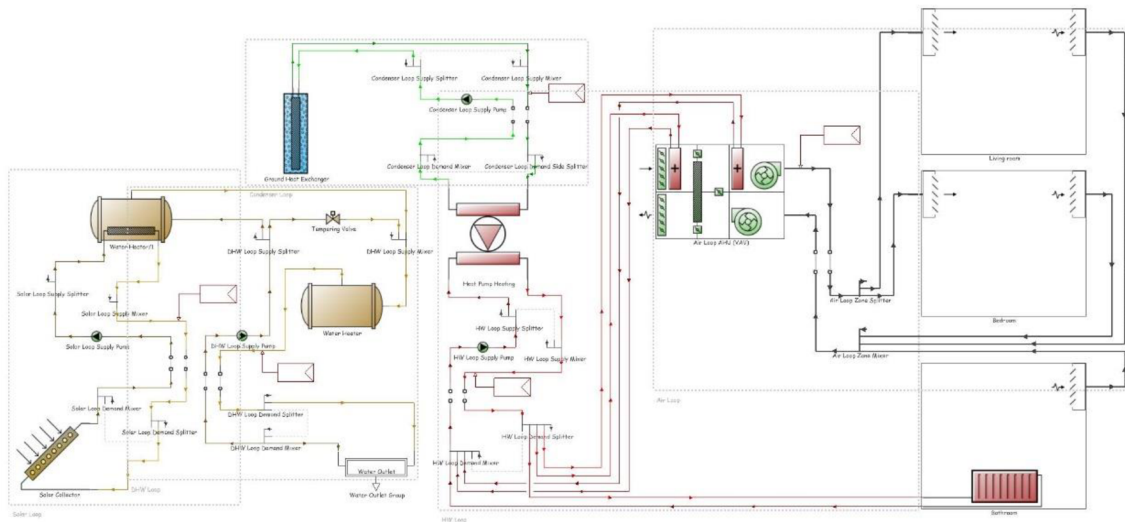 Living room
Condenser Loop Supply Splitter
Condenser Loop Supply Mixer
Condenser Loop Supply Pump
Condenser Loop Demand Mixer
Condenser Loop Demand Side Splitter
Ground Heat Exchanger
Condenser Loop
Tempering Valve
DHW Loop Supply Splitter
DHW Loop Supply Mixer
Solar Loop Supply Splitter
Solar Loop Supply Mixer
Solar Loop Supply Pump
DHW Loop Supply Pump
Water Heater
Heat Pump Heating
HW Loop Supply Splitter
HW Loop Supply Pump
HW Loop Supply Mixer
Air Loop AHU (VAV)
Air Loop Zone Splitter
Bedroom
Air Loop Zone Mixer
Air Loop
Solar Loop Demand Mixer
Solar Loop Demand Splitter
DHW Loop Demand Splitter
DHW Loop Demand Mixer
HW Loop Demand Splitter
HW Loop Demand Mixer
Water Outlet
Water Outlet Group
Solar Collector
DHW Loop
Solar Loop
HW Loop
Bathroom